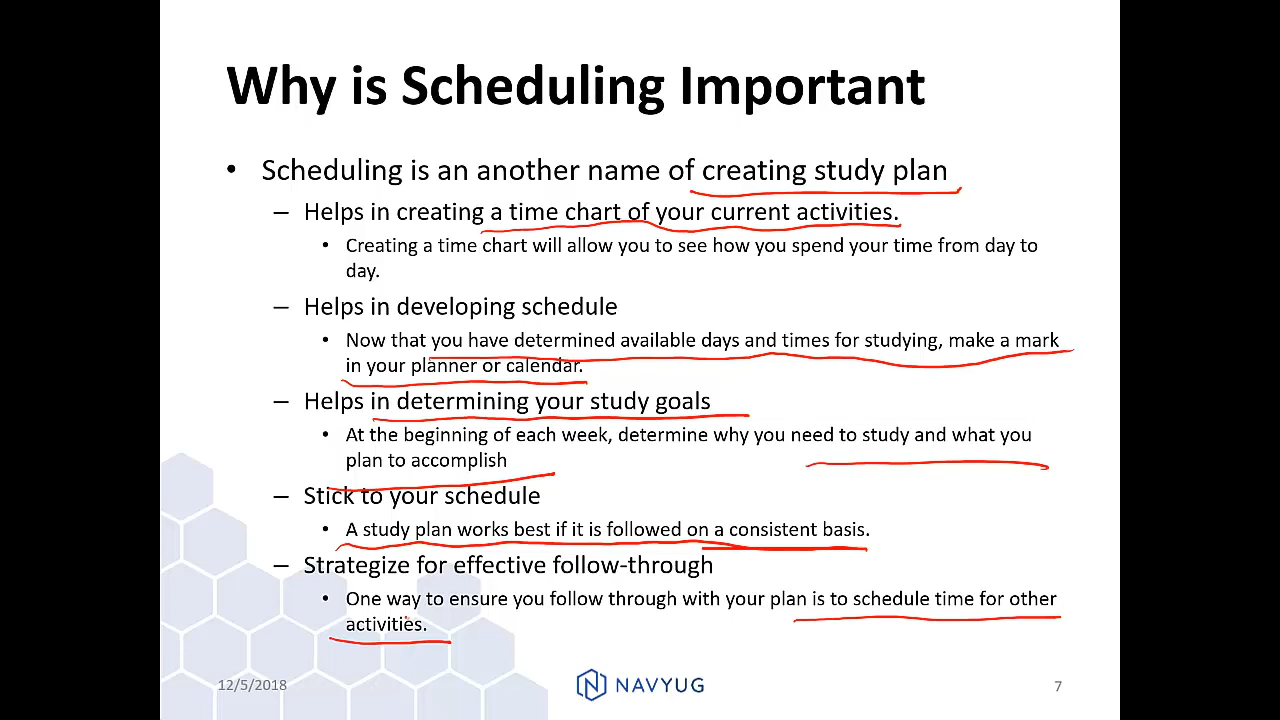 Why is Scheduling Important
• Scheduling is an another name of creating study plan
– Helps in creating a time chart of your current activities.
• Creating a time chart will allow you to see how you spend your time from day to
day.
– Helps in developing schedule
• Now that you have determined available days and times for studying, make a mark
in your planner or calendar.
– Helps in determining your study goals
• At the beginning of each week, determine why you need to study and what you
plan to accomplish
– Stick to your schedule
• A study plan works best if it is followed on a consistent basis.
– Strategize for effective follow-through
• One way to ensure you follow through with your plan is to schedule time for other
activities.
12/5/2018 NAVYUG 7